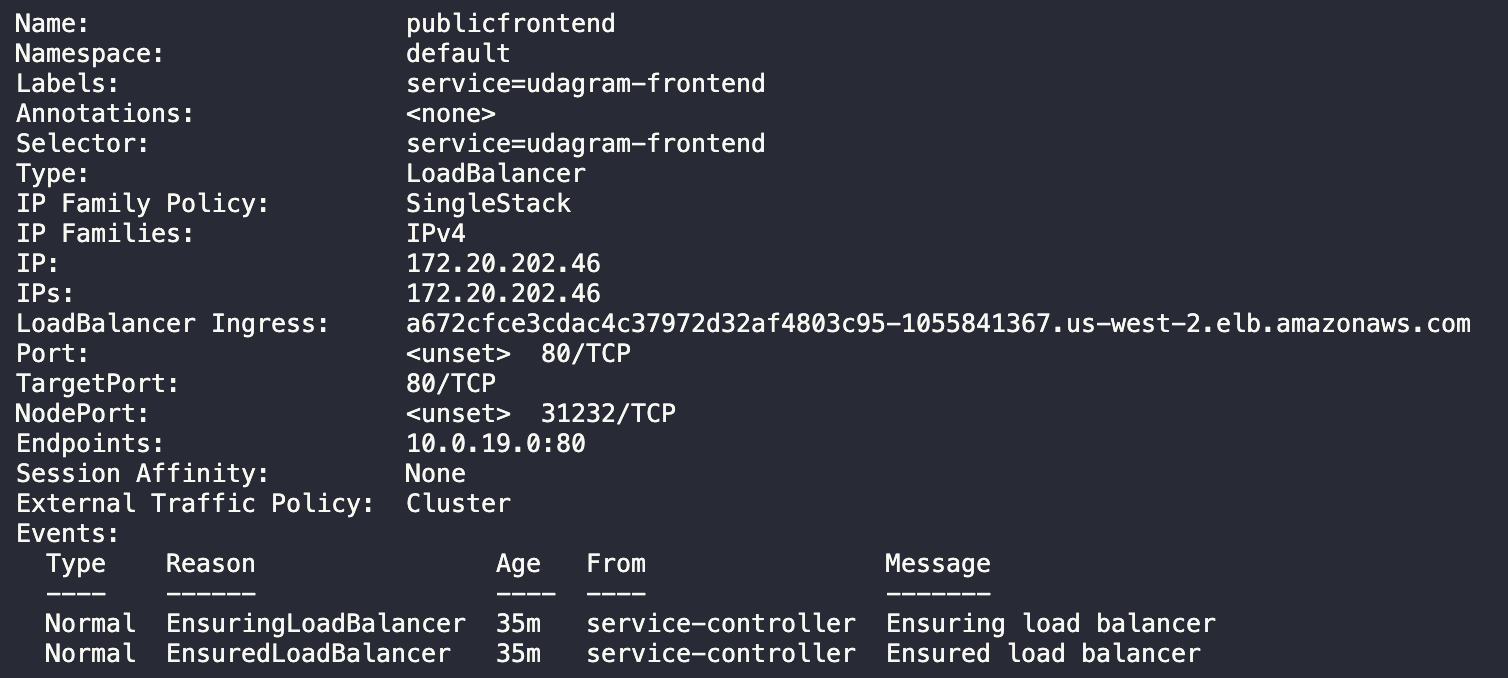 Name:                     publicfrontend
Namespace:                default
Labels:                   service=udagram-frontend
Annotations:              <none>
Selector:                 service=udagram-frontend
Type:                     LoadBalancer
IP Family Policy:         SingleStack
IP Families:              IPv4
IP:                       172.20.202.46
IPs:                      172.20.202.46
LoadBalancer Ingress:     a672cfce3cdac4c37972d32af4803c95-1055841367.us-west-2.elb.amazonaws.com
Port:                     <unset>  80/TCP
TargetPort:               80/TCP
NodePort:                 <unset>  31232/TCP
Endpoints:                10.0.19.0:80
Session Affinity:         None
External Traffic Policy:  Cluster
Events:
  Type    Reason                Age   From                Message
  ----    ------                ----  ----                -------
  Normal  EnsuringLoadBalancer  35m   service-controller  Ensuring load balancer
  Normal  EnsuredLoadBalancer   35m   service-controller  Ensured load balancer